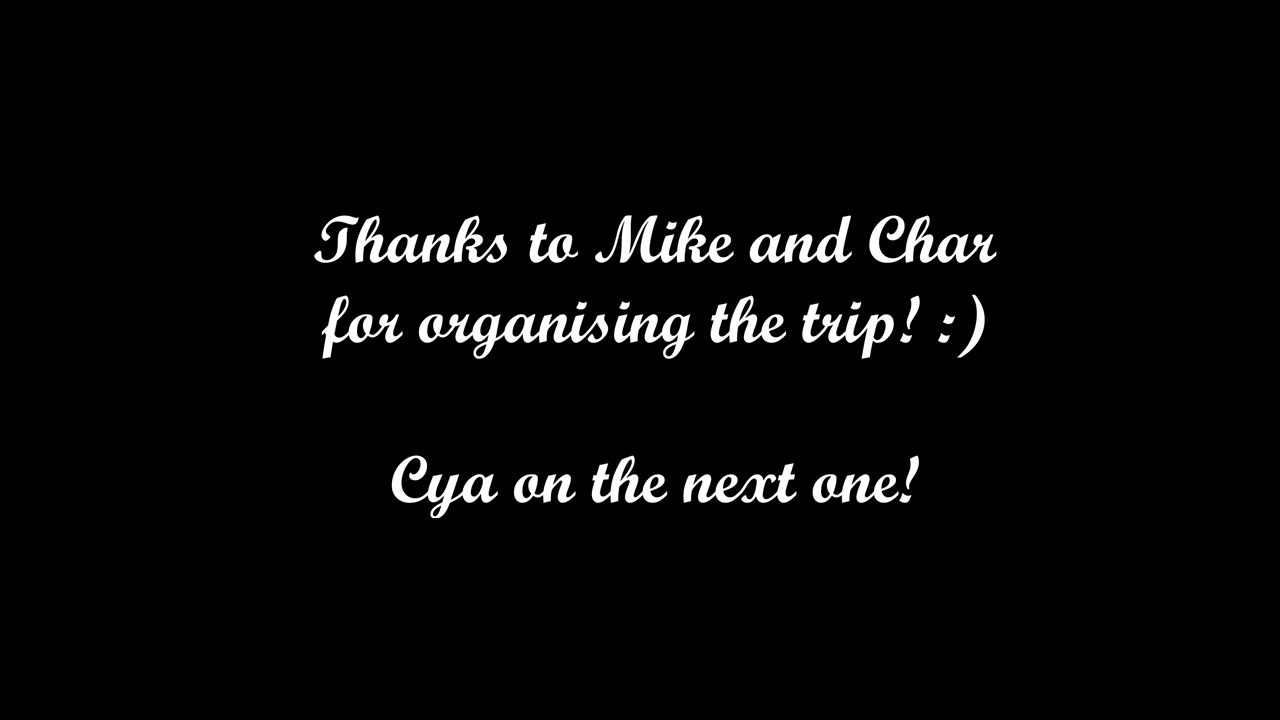 Thanks to Mike and Char
for organising the trip! :)
Cya on the next one!